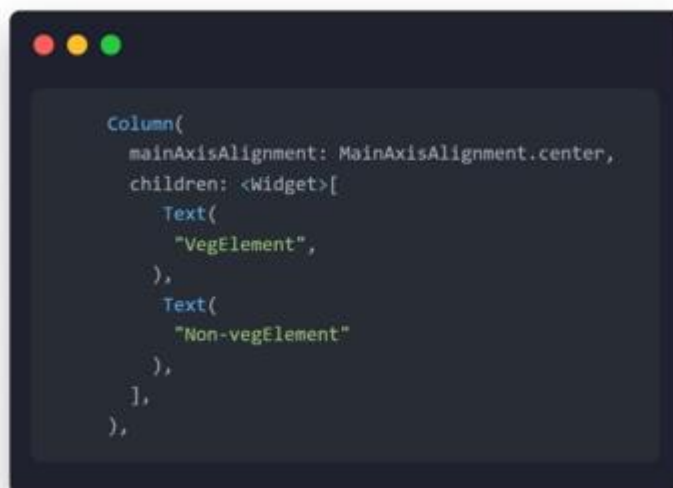 Column(
mainAxisAlignment: MainAxisAlignment.center,
children: <Widget>[
Text(
"VegElement",
),
Text(
"Non-vegElement"
),
],
),